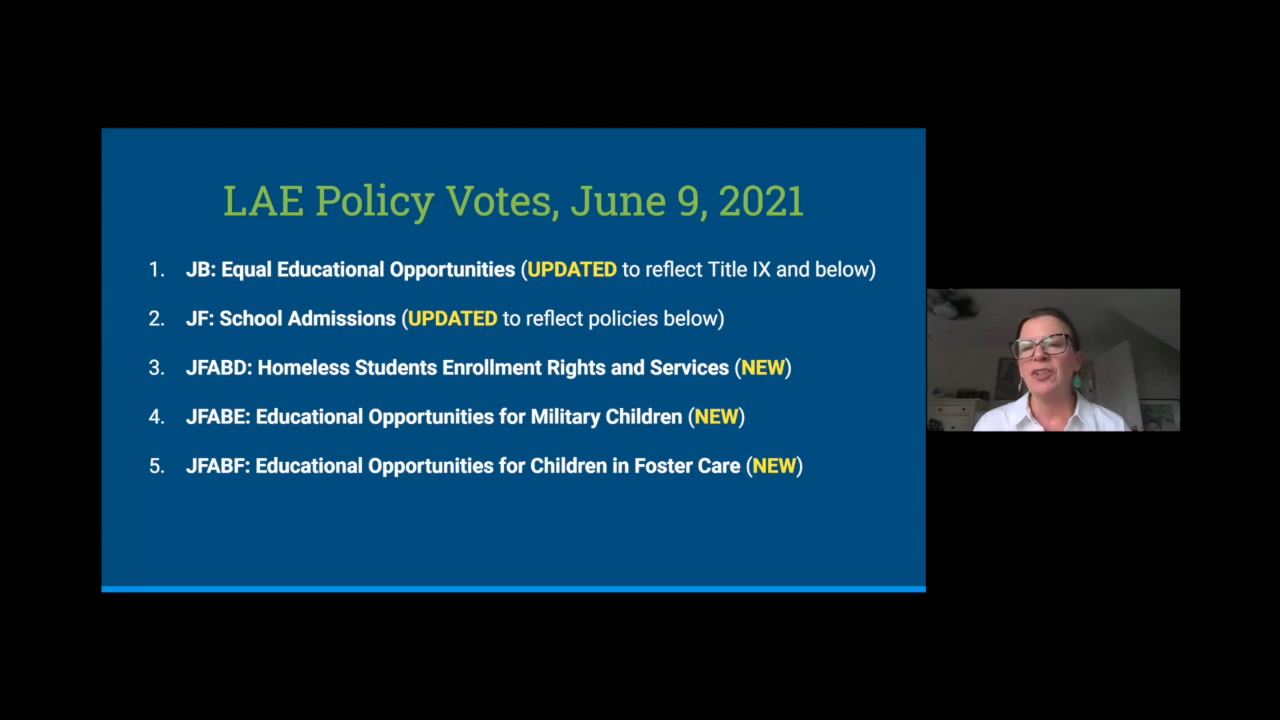 LAE Policy Votes, June 9, 2021
1. JB: Equal Educational Opportunities (UPDATED to reflect Title IX and below)
2. JF: School Admissions (UPDATED to reflect policies below)
3. JFABD: Homeless Students Enrollment Rights and Services (NEW)
4. JFABE: Educational Opportunities for Military Children (NEW)
5. JFABF: Educational Opportunities for Children in Foster Care (NEW)